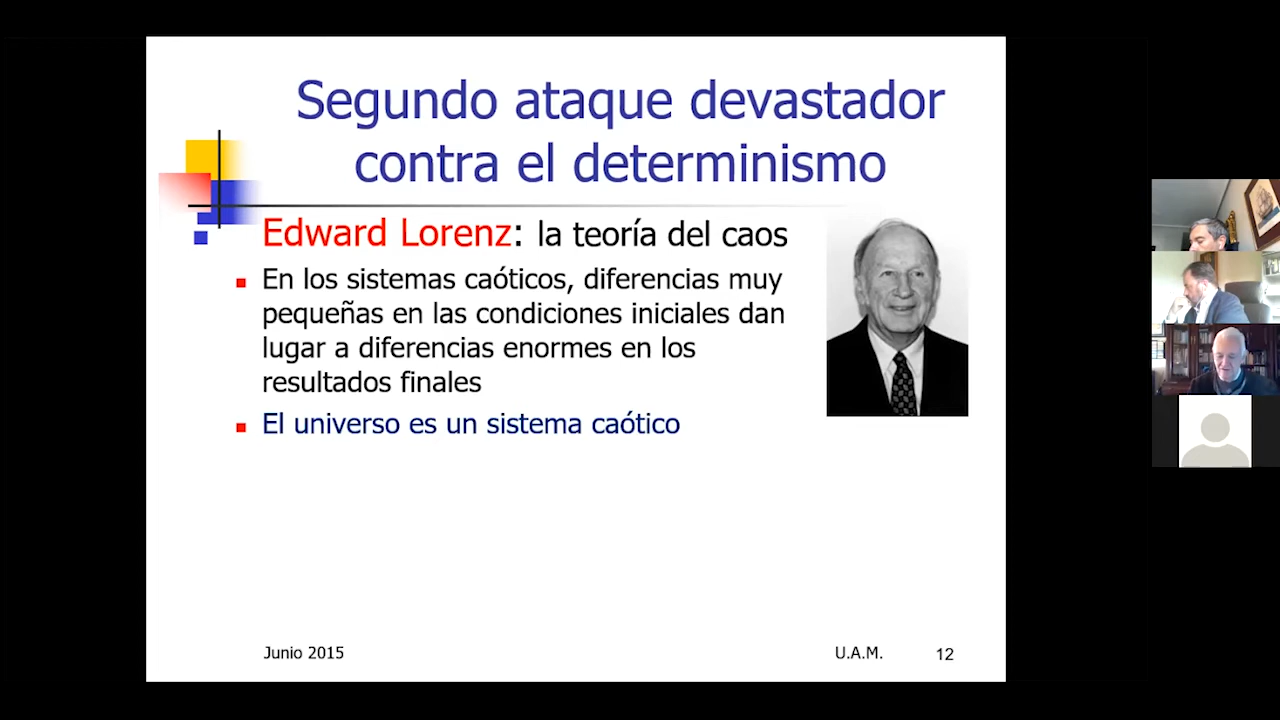 Segundo ataque devastador
contra el determinismo
Edward Lorenz: la teoría del caos
En los sistemas caóticos, diferencias muy
pequeñas en las condiciones iniciales dan
lugar a diferencias enormes en los
resultados finales
El universo es un sistema caótico
Junio 2015
U.A.M.
12